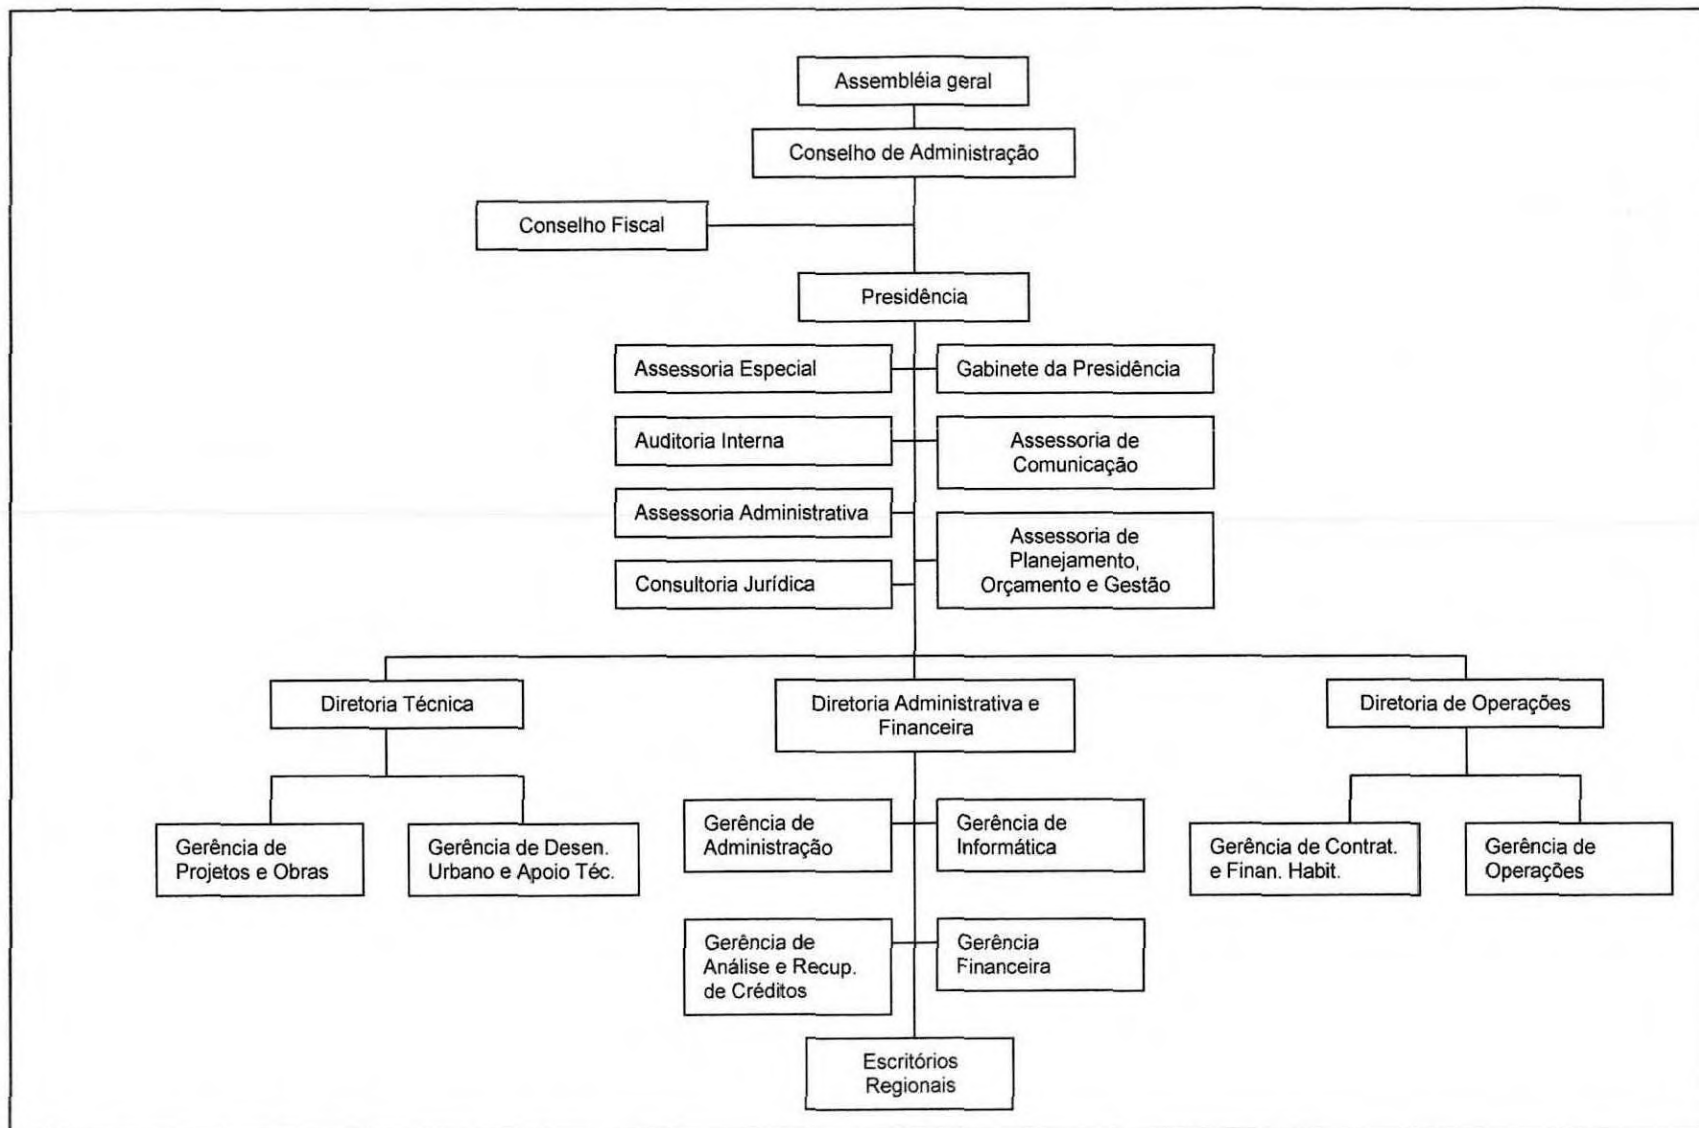 Assembléia geral
Conselho de Administração
Conselho Fiscal
Presidência
Assessoria Especial
Gabinete da Presidência
Auditoria Interna
Assessoria de
Comunicação
Assessoria Administrativa
Assessoria de
Planejamento,
Orçamento e Gestão
Consultoria Jurídica
Diretoria Técnica
Diretoria Administrativa e
Financeira
Diretoria de Operações
Gerência de
Projetos e Obras
Gerência de Desen.
Urbano e Apoio Téc.
Gerência de
Administração
Gerência de
Informática
Gerência de Contrat.
e Finan. Habit.
Gerência de
Operações
Gerência de
Análise e Recup.
de Créditos
Gerência
Financeira
Escritórios
Regionais